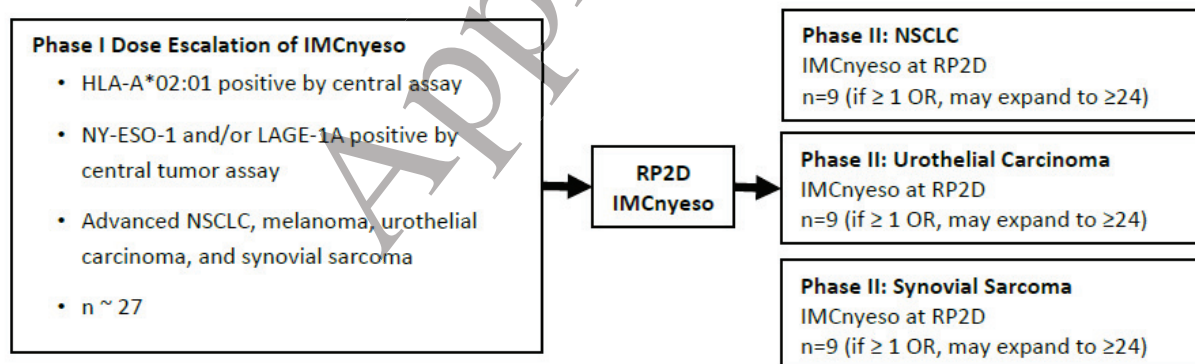 Phase I Dose Escalation of IMCnyeso
• HLA-A*02:01 positive by central assay
• NY-ESO-1 and/or LAGE-1A positive by
central tumor assay
• Advanced NSCLC, melanoma, urothelial
carcinoma, and synovial sarcoma
• n ~ 27
RP2D
IMCnyeso
Phase II: NSCLC
IMCnyeso at RP2D
n=9 (if ≥ 1 OR, may expand to ≥24)
Phase II: Urothelial Carcinoma
IMCnyeso at RP2D
n=9 (if ≥ 1 OR, may expand to ≥24)
Phase II: Synovial Sarcoma
IMCnyeso at RP2D
n=9 (if ≥ 1 OR, may expand to ≥24)